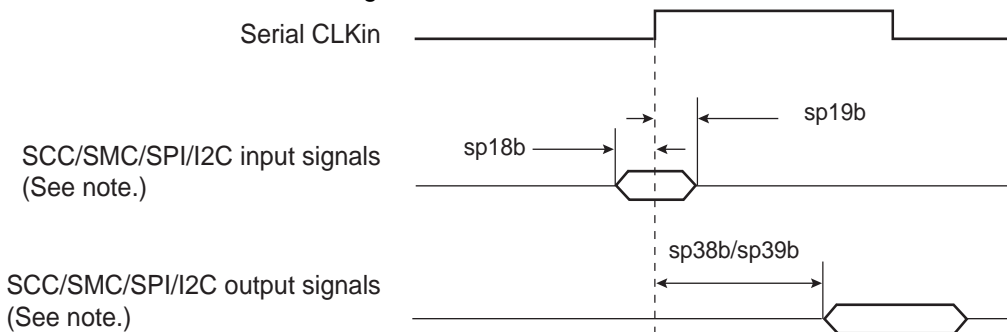 Serial CLKin
sp19b
sp18b
SCC/SMC/SPI/I2C input signals
(See note.)
sp38b/sp39b
SCC/SMC/SPI/I2C output signals
(See note.)